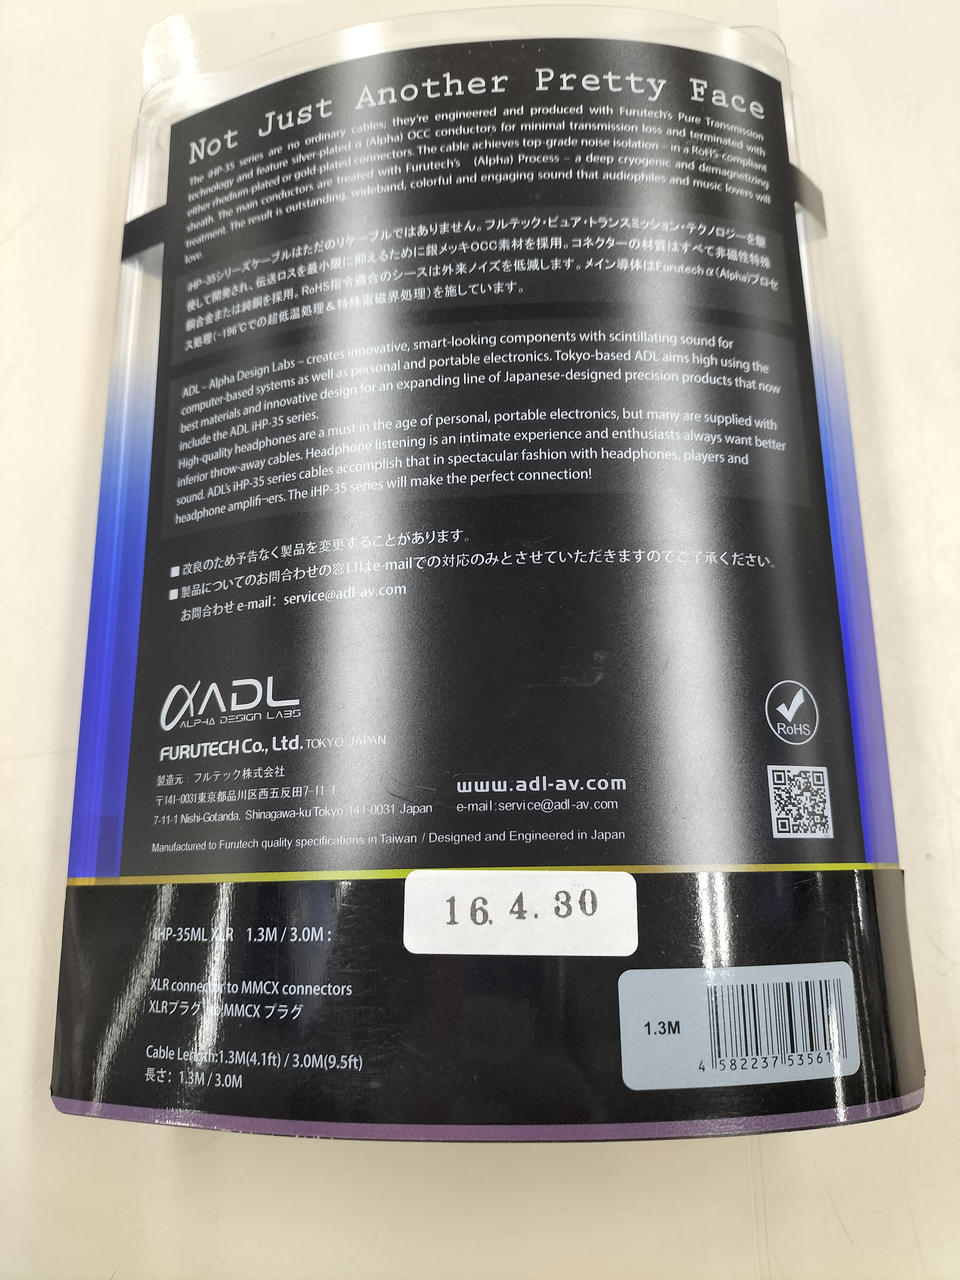 Not Just Another Pretty Face
The iHP-35 series are no ordinary cables; they're engineered and produced with Furutech's Pure Transmission
technology and feature silver-plated α (Alpha) OCC conductors for minimal transmission loss and terminated with
either rhodium-plated or gold-plated connectors. The cable achieves top-grade noise isolation – in a RoHS-compliant
sheath. The main conductors are treated with Furutech's (Alpha) Process – a deep cryogenic and demagnetizing
treatment. The result is outstanding, wideband, colorful and engaging sound that audiophiles and music lovers will
love.
iHP-35シリーズケーブルはただのリケーブルではありません。フルテック・ピュア・トランスミッション・テクノロジーを駆
使して開発され、伝送ロスを最小限に抑えるために銀メッキOCC素材を採用。コネクターの材質はすべて非磁性特殊
銅合金または純銅を採用。RoHS指令適合のシースは外来ノイズを低減します。メイン導体はFurutech α(Alpha)プロセ
ス処理(-196℃での超低温処理&特殊電磁界処理)を施しています。
ADL – Alpha Design Labs – creates innovative, smart-looking components with scintillating sound for
computer-based systems as well as personal and portable electronics. Tokyo-based ADL aims high using the
best materials and innovative design for an expanding line of Japanese-designed precision products that now
include the ADL iHP-35 series.
High-quality headphones are a must in the age of personal, portable electronics, but many are supplied with
inferior throw-away cables. Headphone listening is an intimate experience and enthusiasts always want better
sound. ADL's iHP-35 series cables accomplish that in spectacular fashion with headphones, players and
headphone amplifi¬ers. The iHP-35 series will make the perfect connection!
■改良のため予告なく製品を変更することがあります。
■製品についてのお問合わせの窓口はe-mailでの対応のみとさせていただきますのでご了承ください。
お問合わせ e-mail: service@adl-av.com
αADL
ALPHA DESIGN LABS
FURUTECH Co., Ltd. TOKYO JAPAN
製造元:フルテック株式会社
〒141-0031東京都品川区西五反田7-11-1
7-11-1 Nishi-Gotanda, Shinagawa-ku Tokyo 141-0031 Japan
Manufactured to Furutech quality specifications in Taiwan / Designed and Engineered in Japan
www.adl-av.com
e-mail:service@adl-av.com
RoHS
16. 4. 30
iHP-35ML XLR 1.3M / 3.0M :
XLR connector to MMCX connectors
XLRプラグ to MMCX プラグ
Cable Length:1.3M(4.1ft) / 3.0M(9.5ft)
長さ: 1.3M / 3.0M
1.3M
4 582237 53561